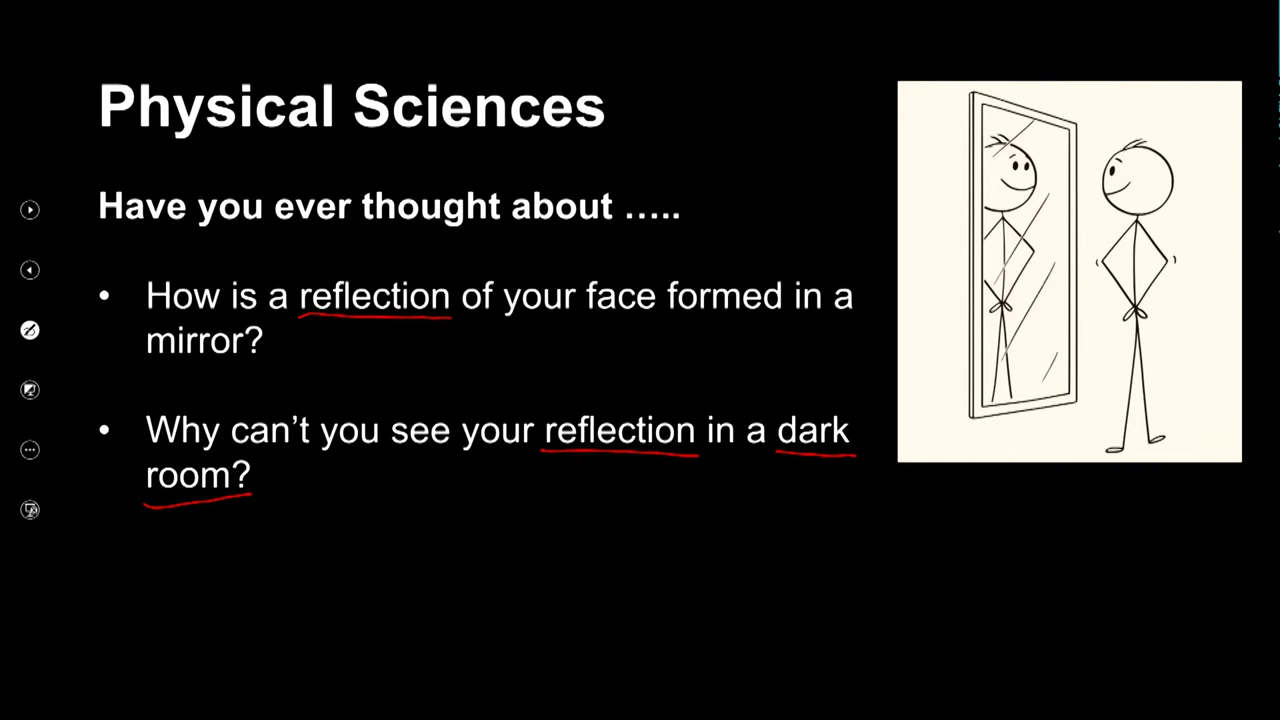 Physical Sciences
Have you ever thought about …..
• How is a reflection of your face formed in a
mirror?
• Why can’t you see your reflection in a dark
room?